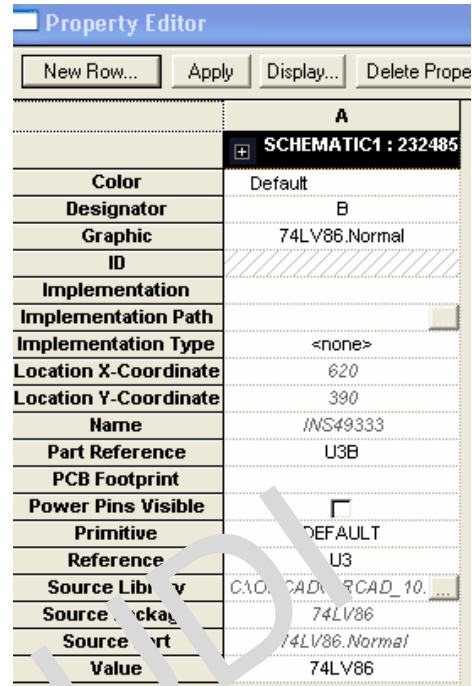 Property Editor
New Row... Apply Display... Delete Prope
A
SCHEMATIC1 : 232485
Color Default
Designator B
Graphic 74LV86.Normal
ID
Implementation
Implementation Path
Implementation Type <none>
Location X-Coordinate 620
Location Y-Coordinate 390
Name INS49333
Part Reference U3B
PCB Footprint
Power Pins Visible
Primitive DEFAULT
Reference U3
Source Library ...
Source
Source 74LV86
Source 74LV86.Normal
Value 74LV86